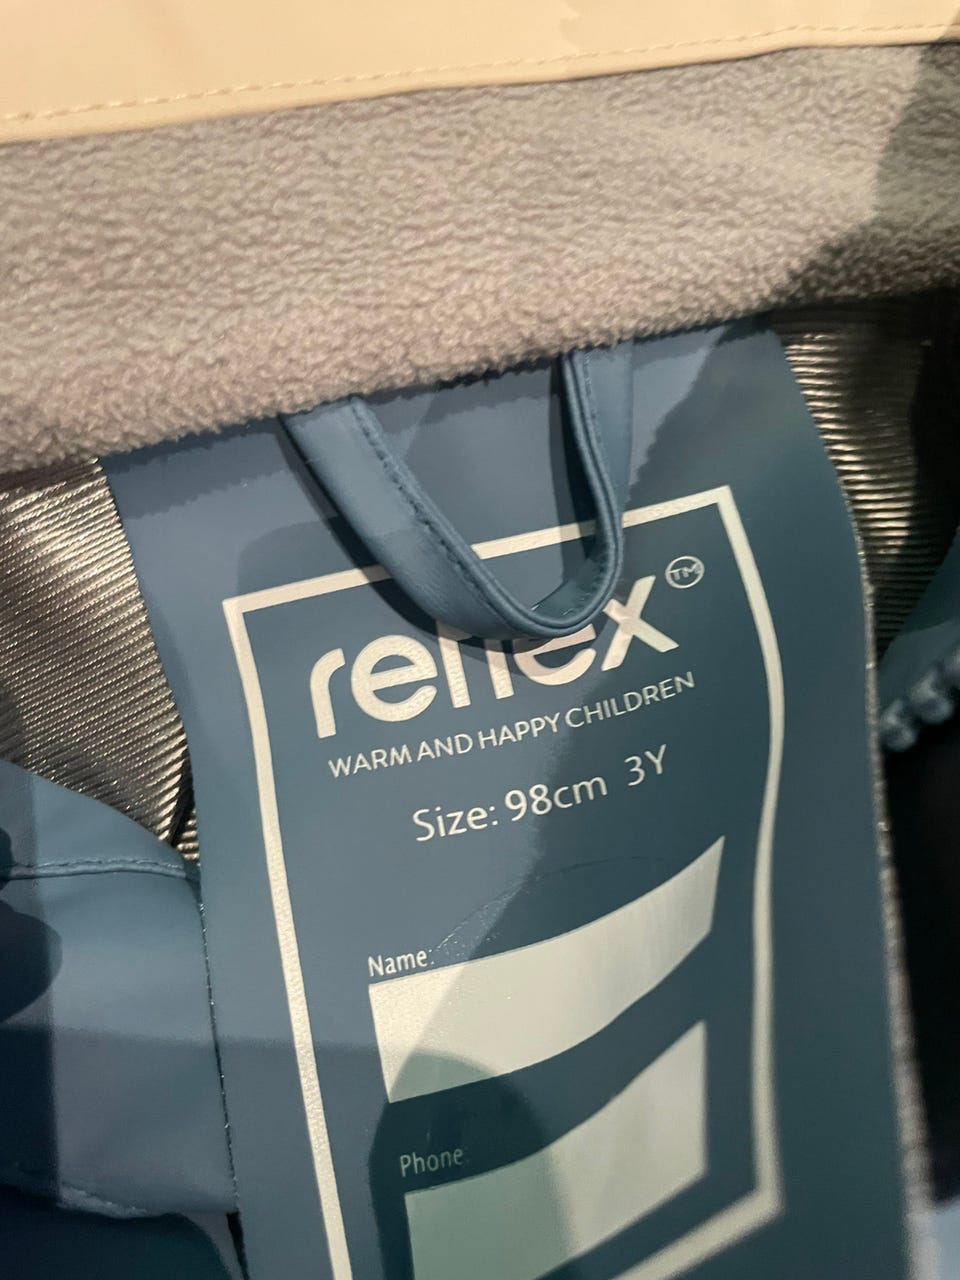 reflex™
WARM AND HAPPY CHILDREN
Size: 98cm 3Y
Name:
Phone: